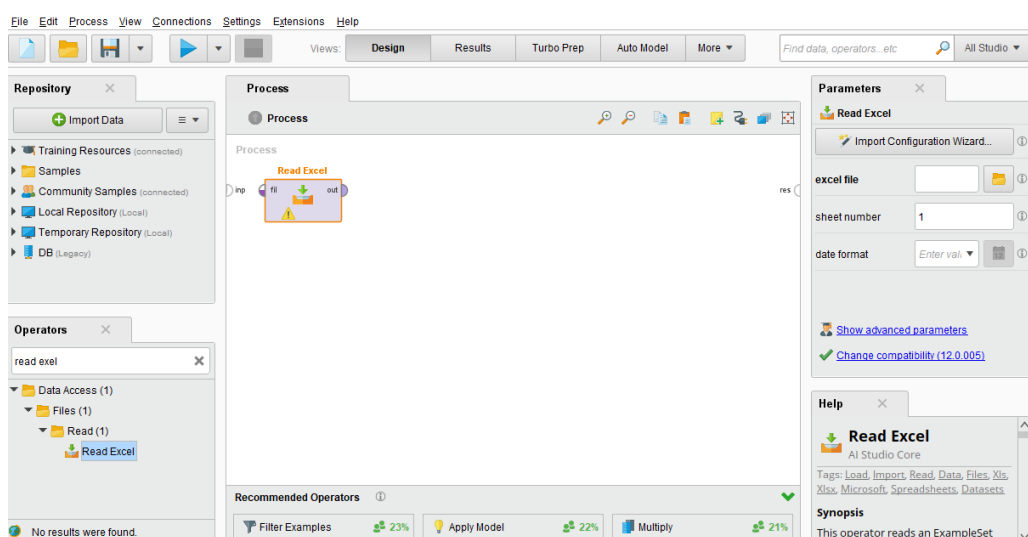 File Edit Process View Connections Settings Extensions Help
Views: Design Results Turbo Prep Auto Model More Find data, operators...etc All Studio
Repository
Import Data
Training Resources (connected)
Samples
Community Samples (connected)
Local Repository (Local)
Temporary Repository (Local)
DB (Legacy)
Operators
read exel
Data Access (1)
Files (1)
Read (1)
Read Excel
No results were found.
Process
Process
Process
Read Excel
inp fil out res
Recommended Operators
Filter Examples 23% Apply Model 22% Multiply 21%
Parameters
Read Excel
Import Configuration Wizard...
excel file
sheet number 1
date format Enter val
Show advanced parameters
Change compatibility (12.0.005)
Help
Read Excel
AI Studio Core
Tags: Load, Import, Read, Data, Files, Xls,
Xlsx, Microsoft, Spreadsheets, Datasets
Synopsis
This operator reads an ExampleSet